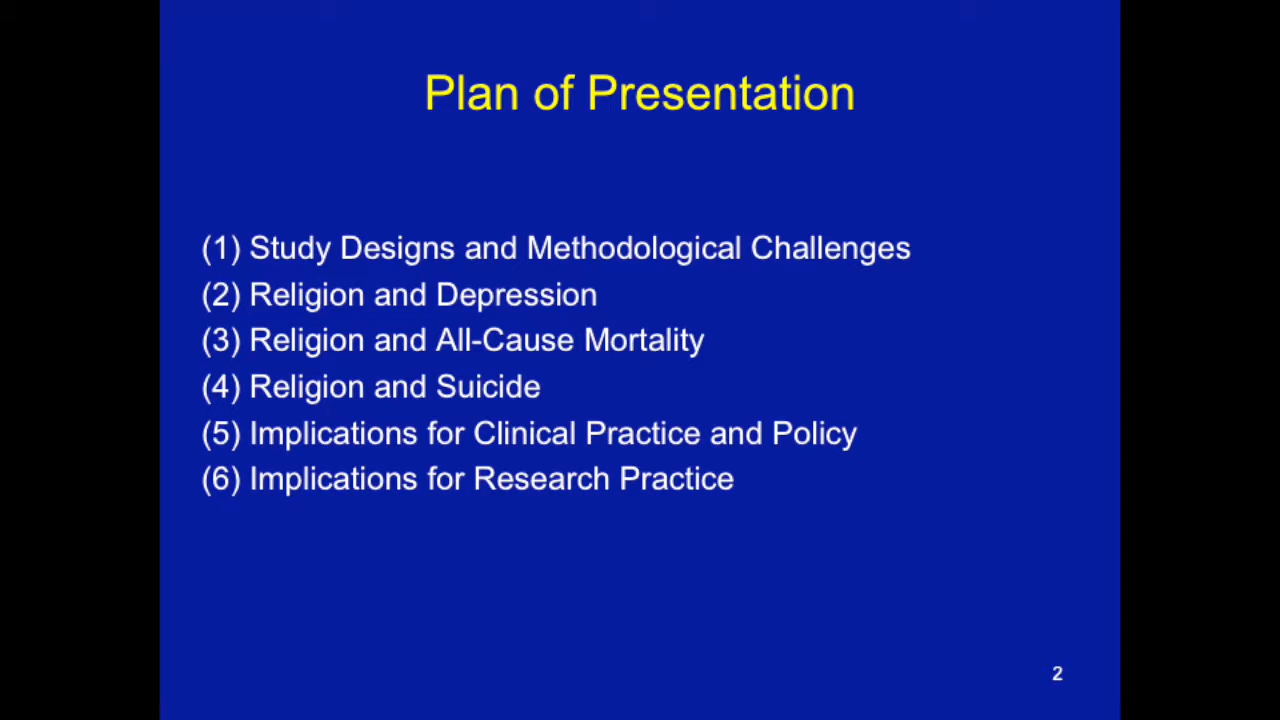 Plan of Presentation
(1) Study Designs and Methodological Challenges
(2) Religion and Depression
(3) Religion and All-Cause Mortality
(4) Religion and Suicide
(5) Implications for Clinical Practice and Policy
(6) Implications for Research Practice
2